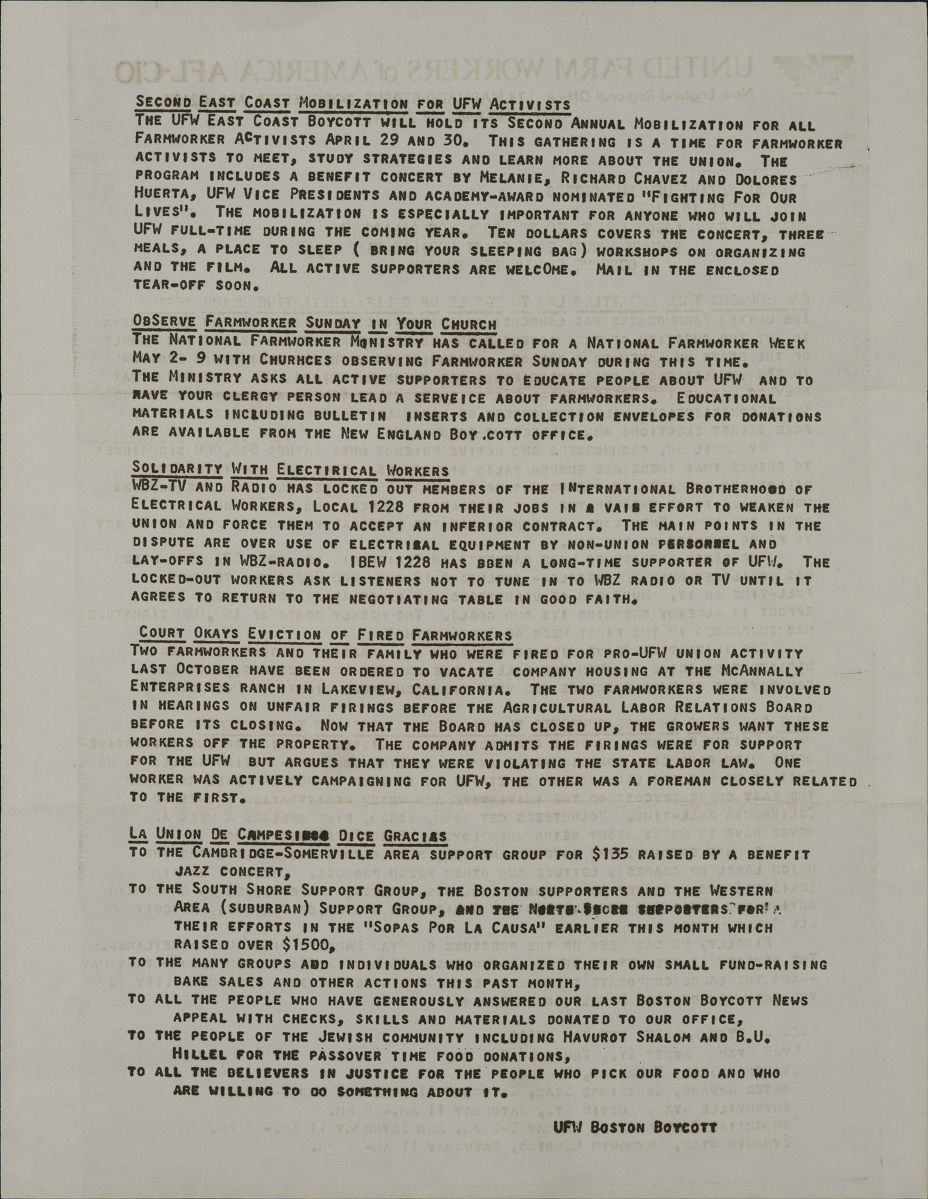 SECOND EAST COAST MOBILIZATION FOR UFW ACTIVISTS
THE UFW EAST COAST BOYCOTT WILL HOLD ITS SECOND ANNUAL MOBILIZATION FOR ALL
FARMWORKER ACTIVISTS APRIL 29 AND 30. THIS GATHERING IS A TIME FOR FARMWORKER
ACTIVISTS TO MEET, STUDY STRATEGIES AND LEARN MORE ABOUT THE UNION. THE
PROGRAM INCLUDES A BENEFIT CONCERT BY MELANIE, RICHARD CHAVEZ AND DOLORES
HUERTA, UFW VICE PRESIDENTS AND ACADEMY-AWARD NOMINATED "FIGHTING FOR OUR
LIVES". THE MOBILIZATION IS ESPECIALLY IMPORTANT FOR ANYONE WHO WILL JOIN
UFW FULL-TIME DURING THE COMING YEAR. TEN DOLLARS COVERS THE CONCERT, THREE
MEALS, A PLACE TO SLEEP ( BRING YOUR SLEEPING BAG) WORKSHOPS ON ORGANIZING
AND THE FILM. ALL ACTIVE SUPPORTERS ARE WELCOME. MAIL IN THE ENCLOSED
TEAR-OFF SOON.
OBSERVE FARMWORKER SUNDAY IN YOUR CHURCH
THE NATIONAL FARMWORKER MINISTRY HAS CALLED FOR A NATIONAL FARMWORKER WEEK
MAY 2- 9 WITH CHURHCES OBSERVING FARMWORKER SUNDAY DURING THIS TIME.
THE MINISTRY ASKS ALL ACTIVE SUPPORTERS TO EDUCATE PEOPLE ABOUT UFW AND TO
HAVE YOUR CLERGY PERSON LEAD A SERVEICE ABOUT FARMWORKERS. EDUCATIONAL
MATERIALS INCLUDING BULLETIN INSERTS AND COLLECTION ENVELOPES FOR DONATIONS
ARE AVAILABLE FROM THE NEW ENGLAND BOY.COTT OFFICE.
SOLIDARITY WITH ELECTIRICAL WORKERS
WBZ-TV AND RADIO HAS LOCKED OUT MEMBERS OF THE INTERNATIONAL BROTHERHOOD OF
ELECTRICAL WORKERS, LOCAL 1228 FROM THEIR JOBS IN A VAIN EFFORT TO WEAKEN THE
UNION AND FORCE THEM TO ACCEPT AN INFERIOR CONTRACT. THE MAIN POINTS IN THE
DISPUTE ARE OVER USE OF ELECTRICAL EQUIPMENT BY NON-UNION PERSONNEL AND
LAY-OFFS IN WBZ-RADIO. IBEW 1228 HAS BBEN A LONG-TIME SUPPORTER OF UFW. THE
LOCKED-OUT WORKERS ASK LISTENERS NOT TO TUNE IN TO WBZ RADIO OR TV UNTIL IT
AGREES TO RETURN TO THE NEGOTIATING TABLE IN GOOD FAITH.
COURT OKAYS EVICTION OF FIRED FARMWORKERS
TWO FARMWORKERS AND THEIR FAMILY WHO WERE FIRED FOR PRO-UFW UNION ACTIVITY
LAST OCTOBER HAVE BEEN ORDERED TO VACATE COMPANY HOUSING AT THE MCANNALLY
ENTERPRISES RANCH IN LAKEVIEW, CALIFORNIA. THE TWO FARMWORKERS WERE INVOLVED
IN HEARINGS ON UNFAIR FIRINGS BEFORE THE AGRICULTURAL LABOR RELATIONS BOARD
BEFORE ITS CLOSING. NOW THAT THE BOARD HAS CLOSED UP, THE GROWERS WANT THESE
WORKERS OFF THE PROPERTY. THE COMPANY ADMITS THE FIRINGS WERE FOR SUPPORT
FOR THE UFW BUT ARGUES THAT THEY WERE VIOLATING THE STATE LABOR LAW. ONE
WORKER WAS ACTIVELY CAMPAIGNING FOR UFW, THE OTHER WAS A FOREMAN CLOSELY RELATED
TO THE FIRST.
LA UNION DE DICE GRACIAS
TO THE CAMBRIDGE-SOMERVILLE AREA SUPPORT GROUP FOR $135 RAISED BY A BENEFIT
JAZZ CONCERT,
TO THE SOUTH SHORE SUPPORT GROUP, THE BOSTON SUPPORTERS AND THE WESTERN
AREA (SUBURBAN) SUPPORT GROUP, AND THE NORTH SHORE SUPPORTERS FOR
THEIR EFFORTS IN THE "SOPAS POR LA CAUSA" EARLIER THIS MONTH WHICH
RAISED OVER $1500,
TO THE MANY GROUPS AND INDIVIDUALS WHO ORGANIZED THEIR OWN SMALL FUND-RAISING
BAKE SALES AND OTHER ACTIONS THIS PAST MONTH,
TO ALL THE PEOPLE WHO HAVE GENEROUSLY ANSWERED OUR LAST BOSTON BOYCOTT NEWS
APPEAL WITH CHECKS, SKILLS AND MATERIALS DONATED TO OUR OFFICE,
TO THE PEOPLE OF THE JEWISH COMMUNITY INCLUDING HAVUROT SHALOM AND B.U.
HILLEL FOR THE PASSOVER TIME FOOD DONATIONS,
TO ALL THE BELIEVERS IN JUSTICE FOR THE PEOPLE WHO PICK OUR FOOD AND WHO
ARE WILLING TO DO SOMETHING ABOUT IT.
UFW BOSTON BOYCOTT